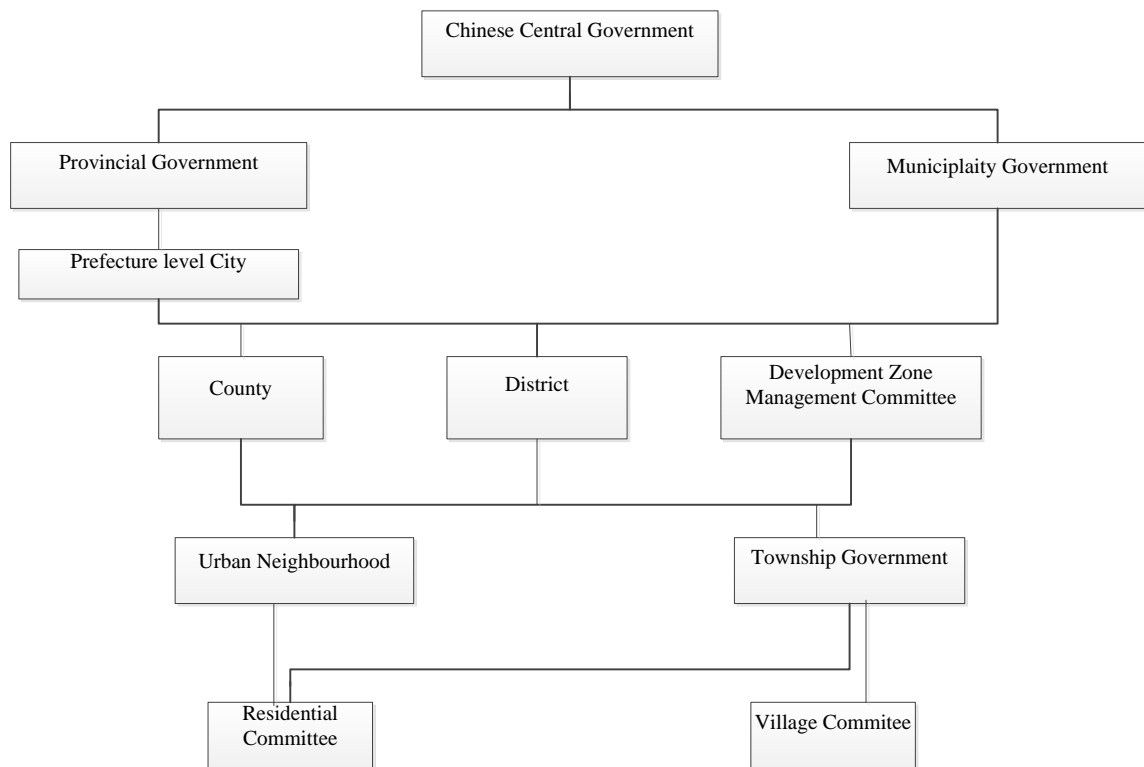 Chinese Central Government
Provincial Government
Municiplaity Government
Prefecture level City
County
District
Development Zone
Management Committee
Urban Neighbourhood
Township Government
Residential
Committee
Village Commitee